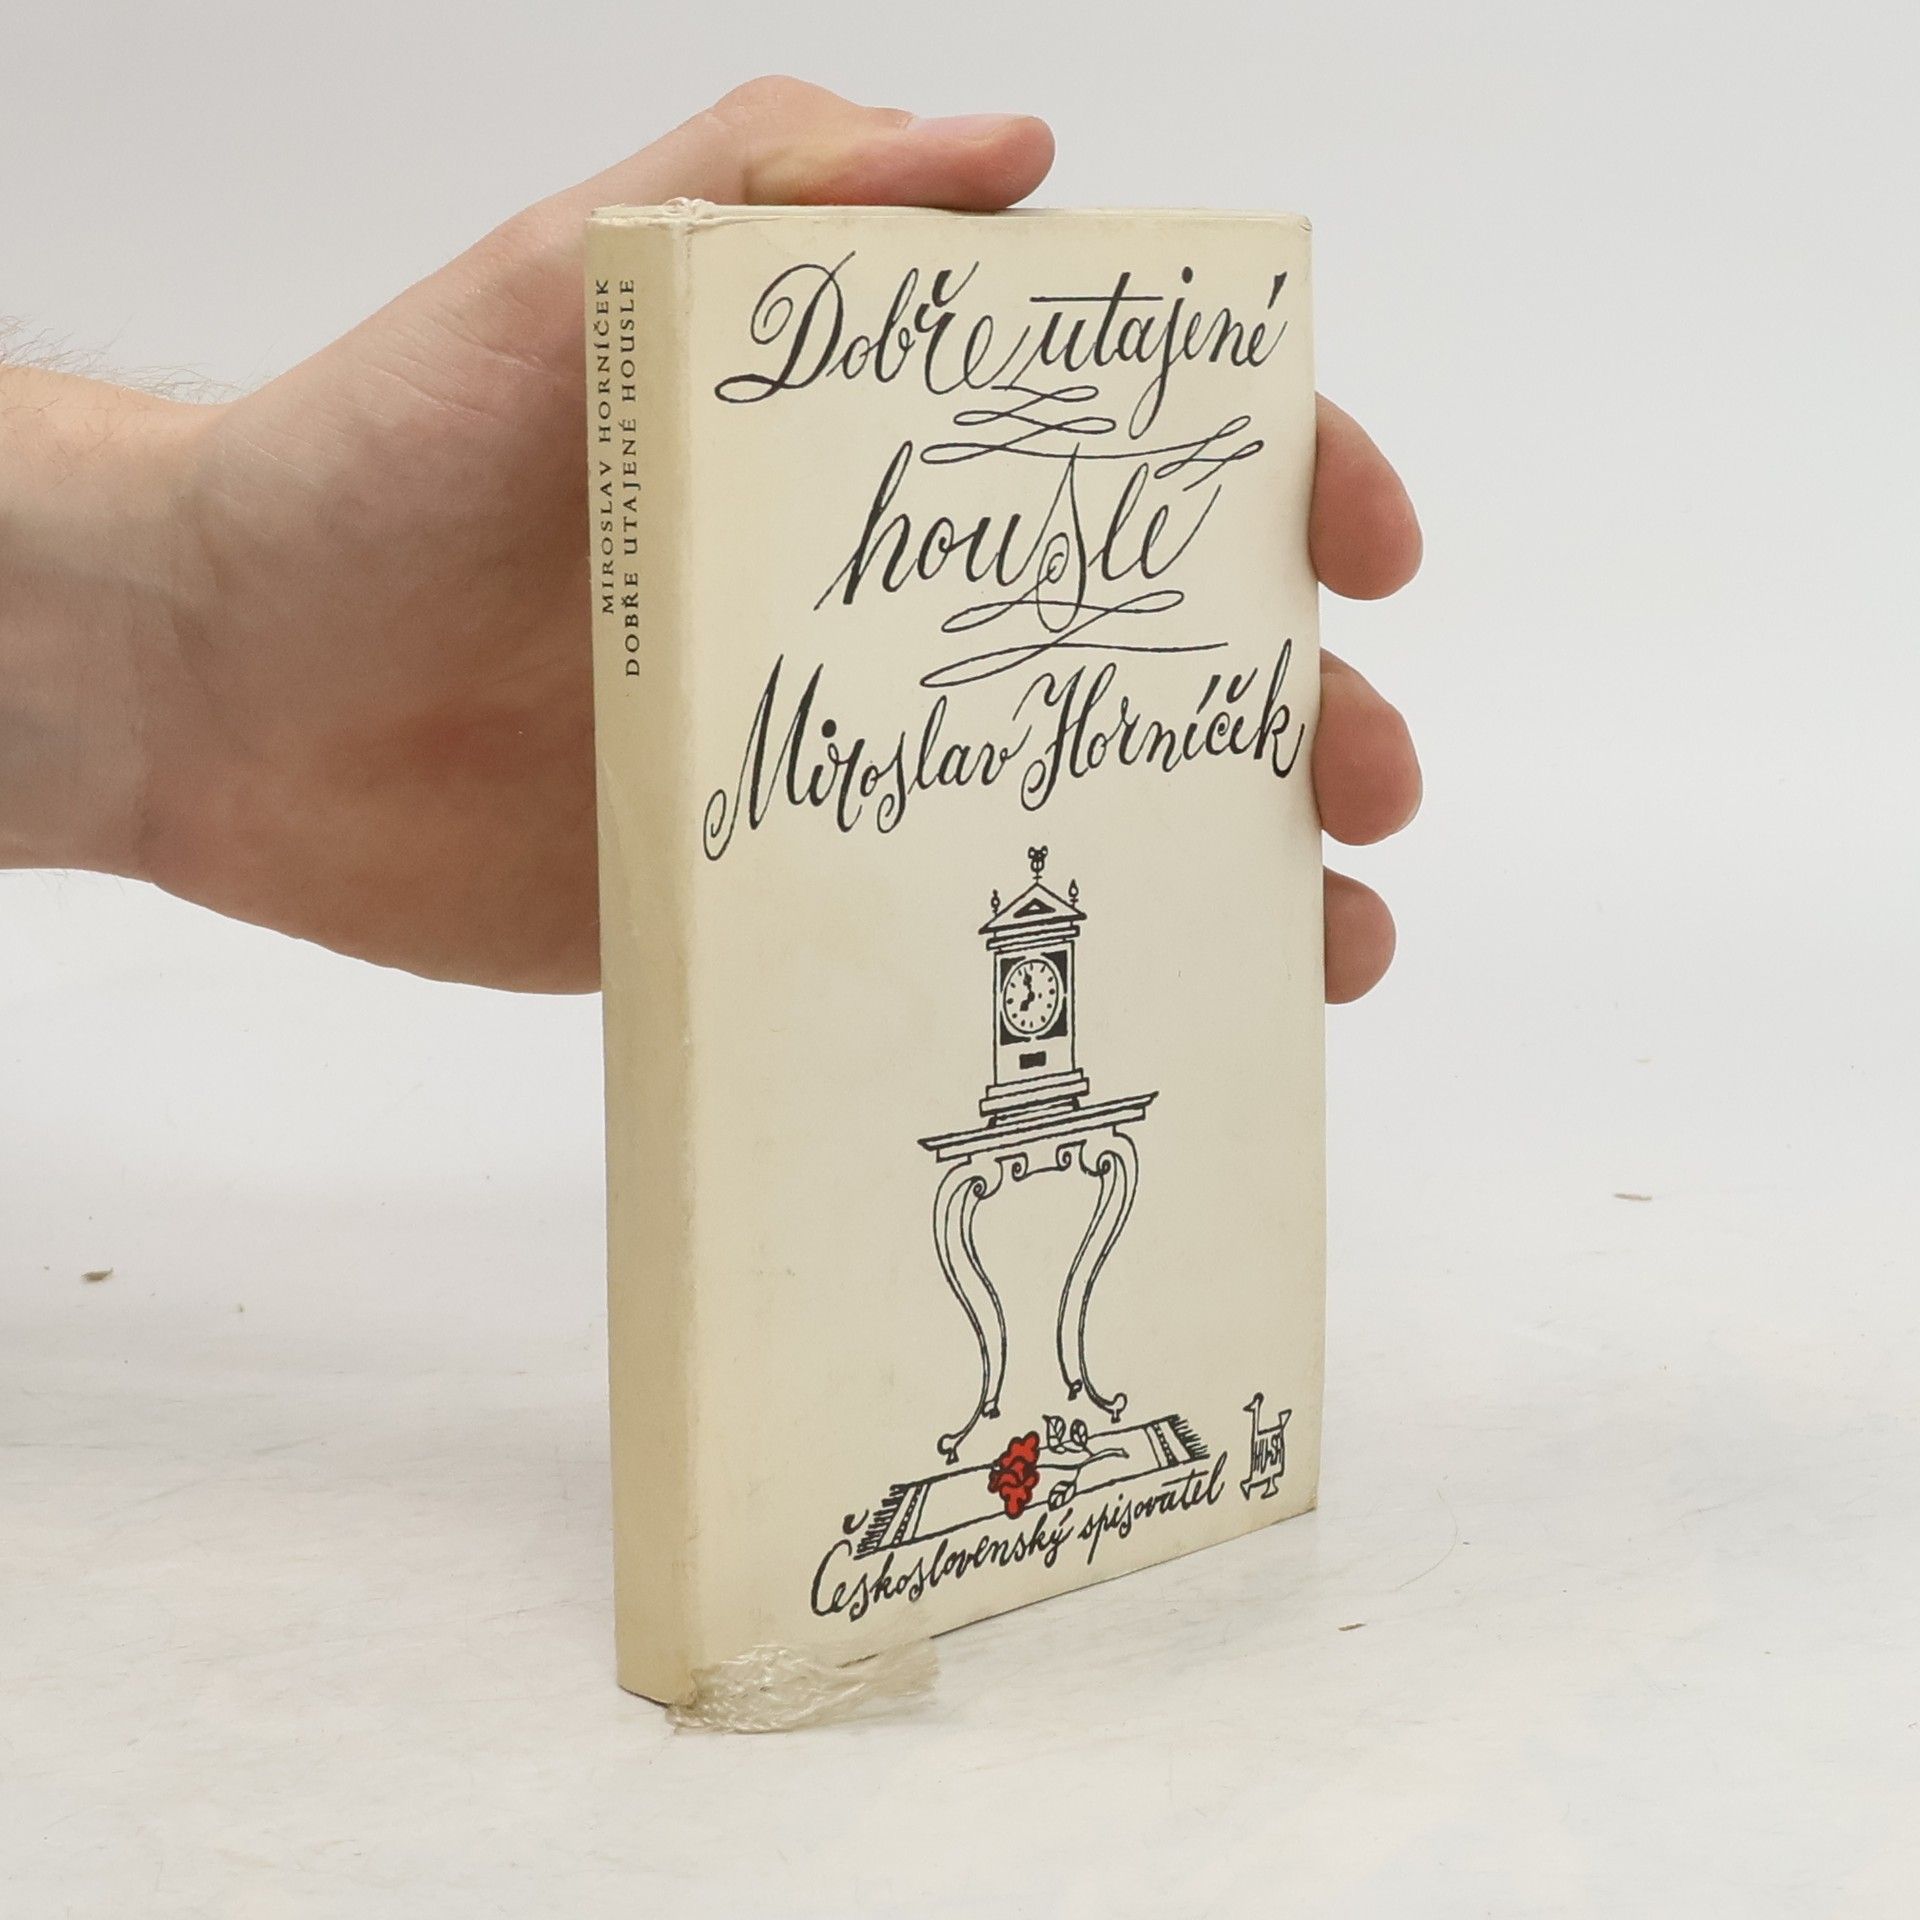 MIROSLAV HORNÍČEK
DOBŘE UTAJENÉ HOUSLE
Dobře utajené
housle
Miroslav Horníček
Československý spisovatel